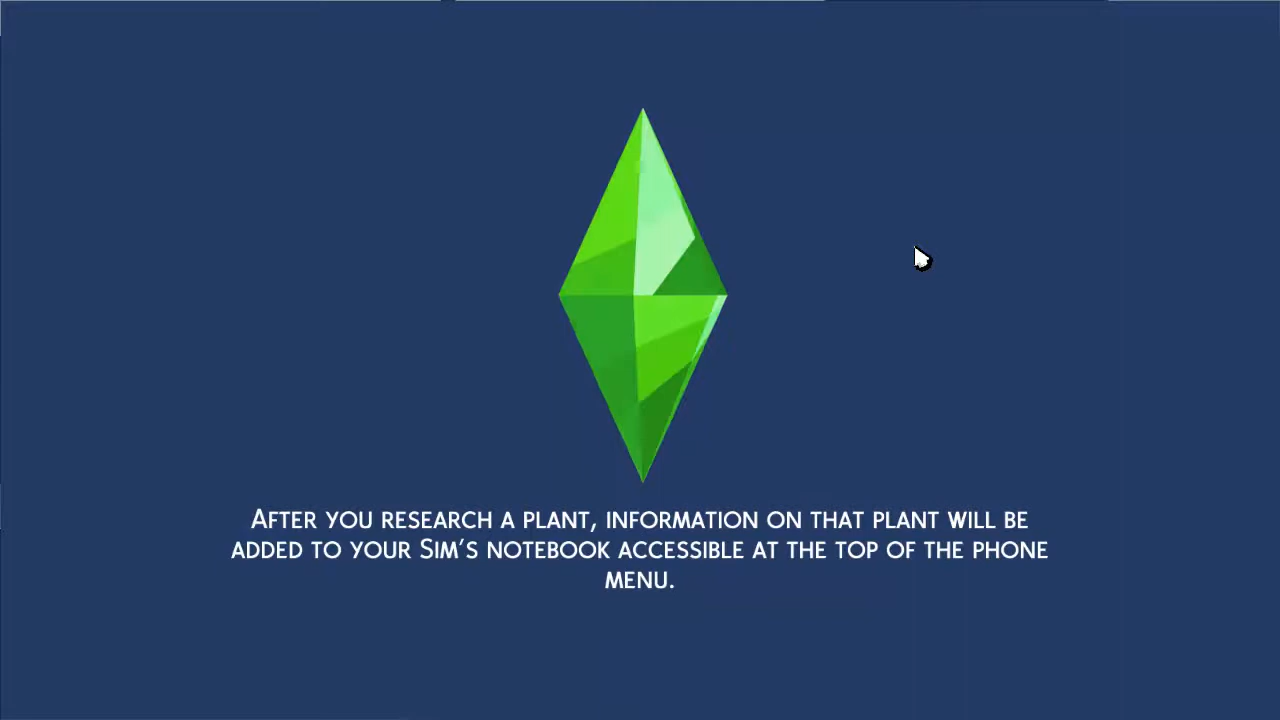 After you research a plant, information on that plant will be
added to your Sim's notebook accessible at the top of the phone
menu.